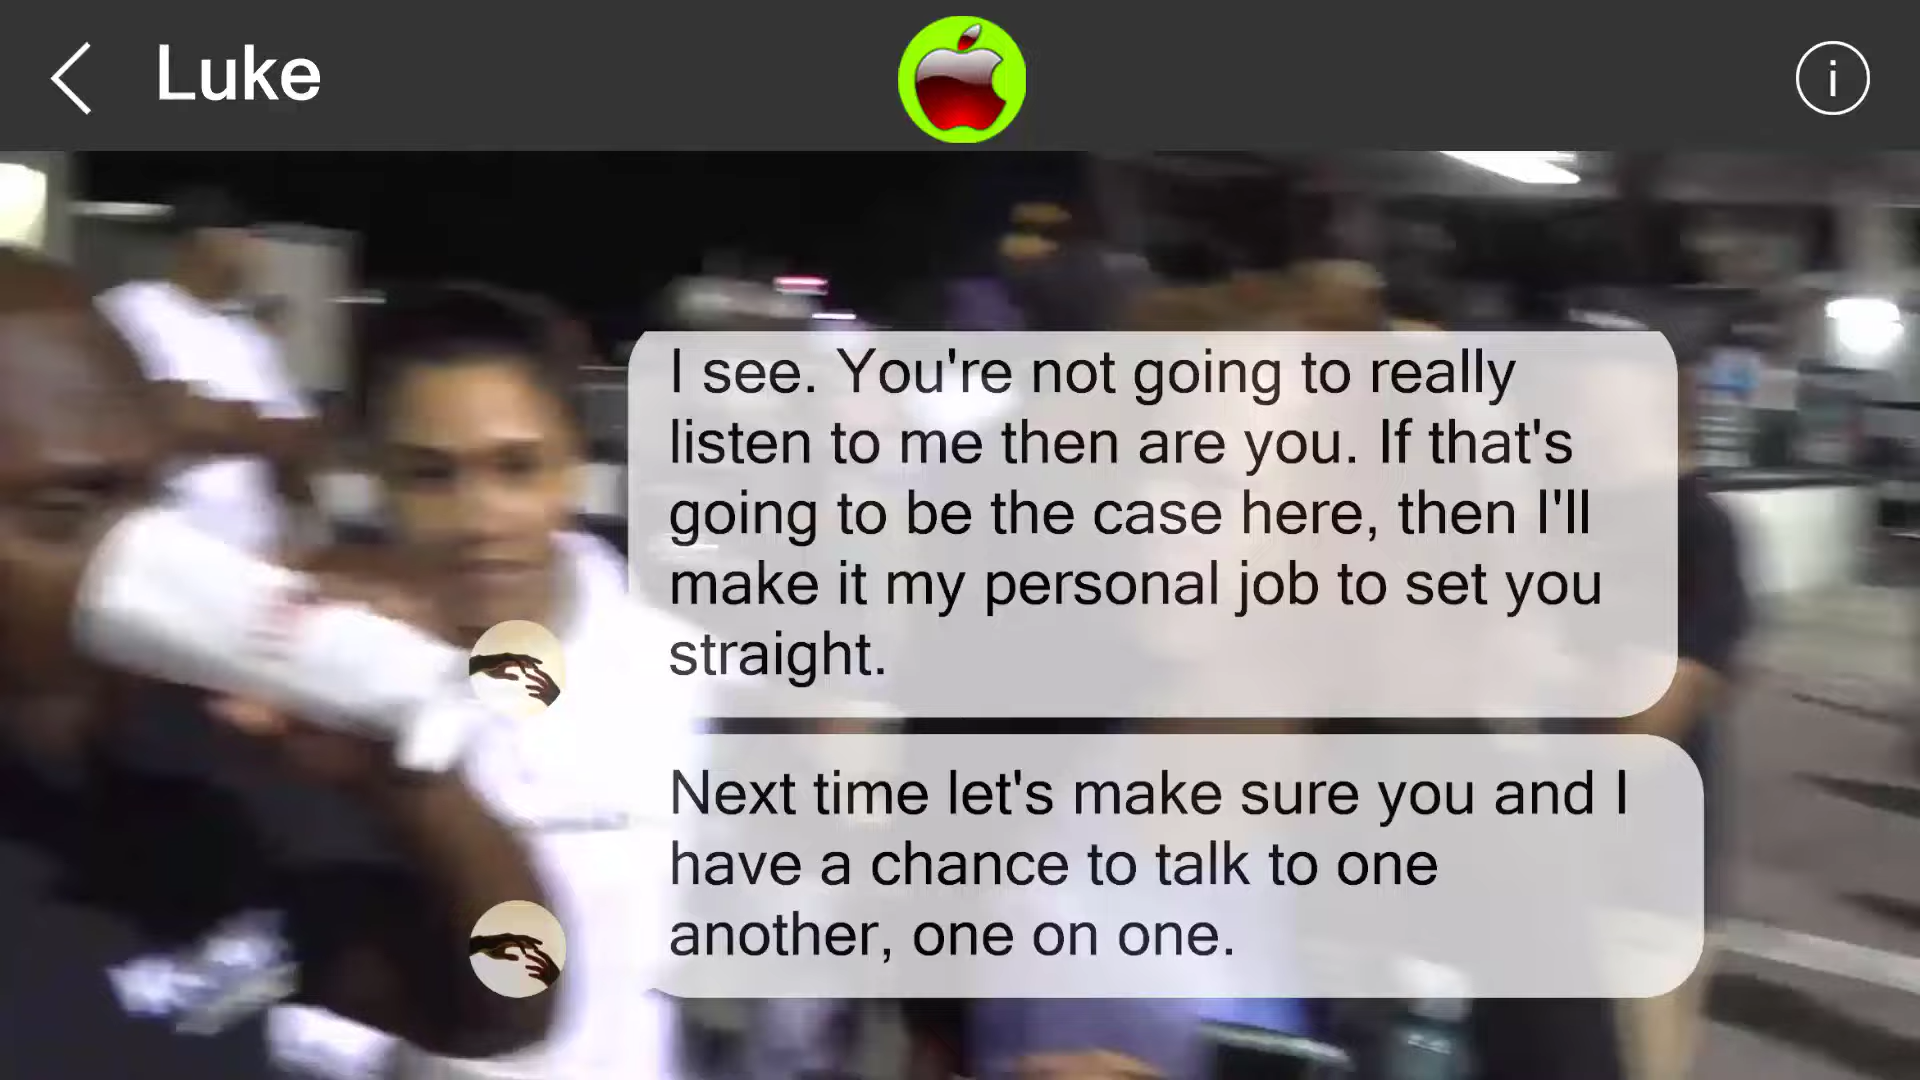 Luke
I see. You're not going to really
listen to me then are you. If that's
going to be the case here, then I'll
make it my personal job to set you
straight.
Next time let's make sure you and I
have a chance to talk to one
another, one on one.